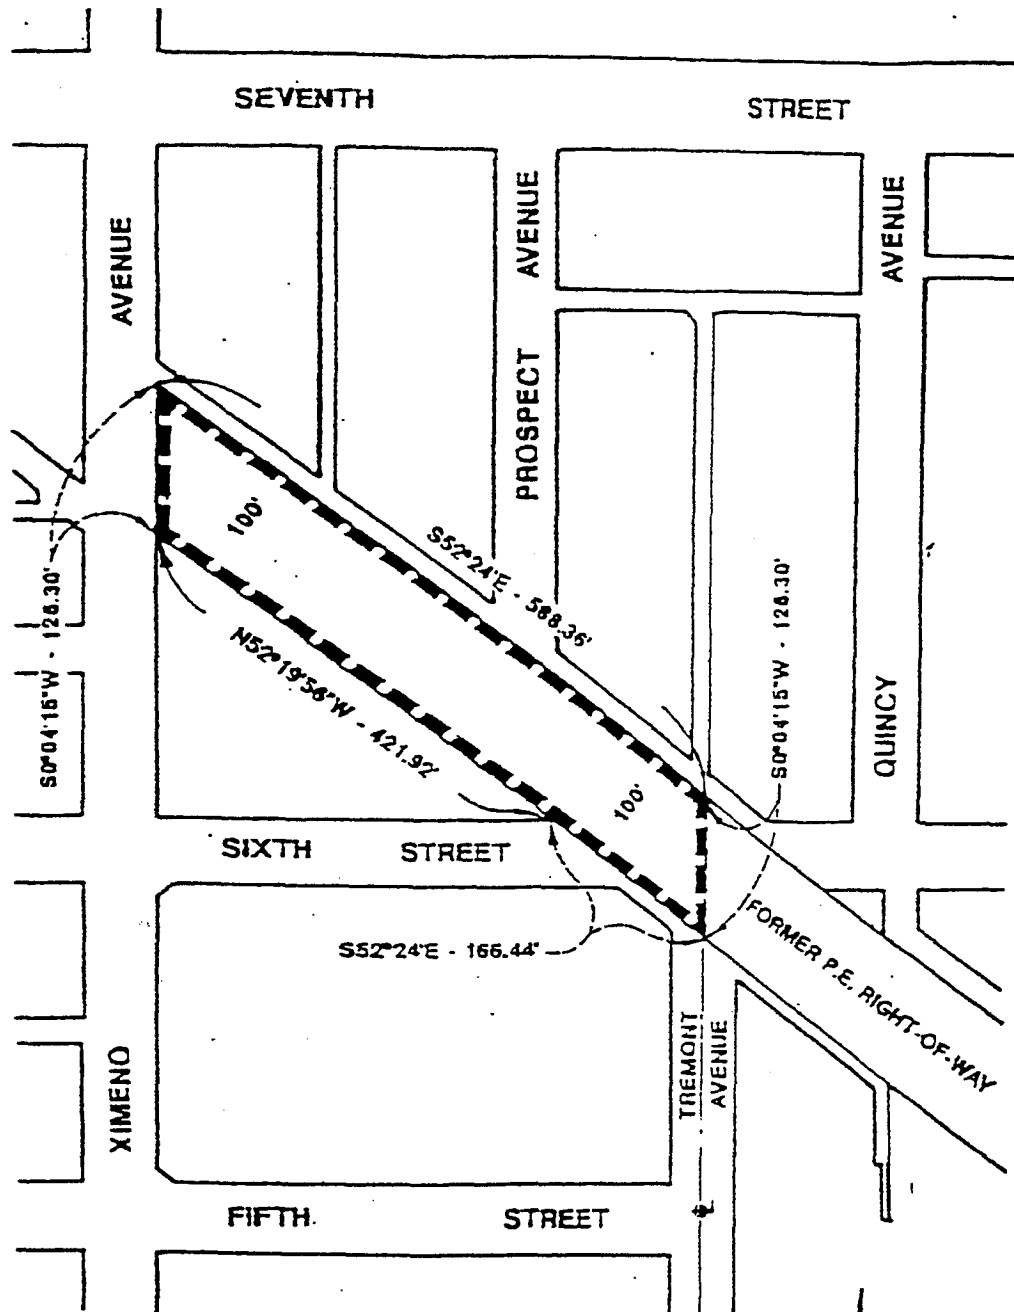 SEVENTH STREET
AVENUE
AVENUE
AVENUE
PROSPECT
100'
S52°24'E - 588.36'
S0°04'15"W - 126.30'
N52°19'56"W - 421.92'
S0°04'15"W - 126.30'
QUINCY
100'
SIXTH STREET
S52°24'E - 166.44'
FORMER P.E. RIGHT-OF-WAY
TREMONT
AVENUE
XIMENO
FIFTH STREET